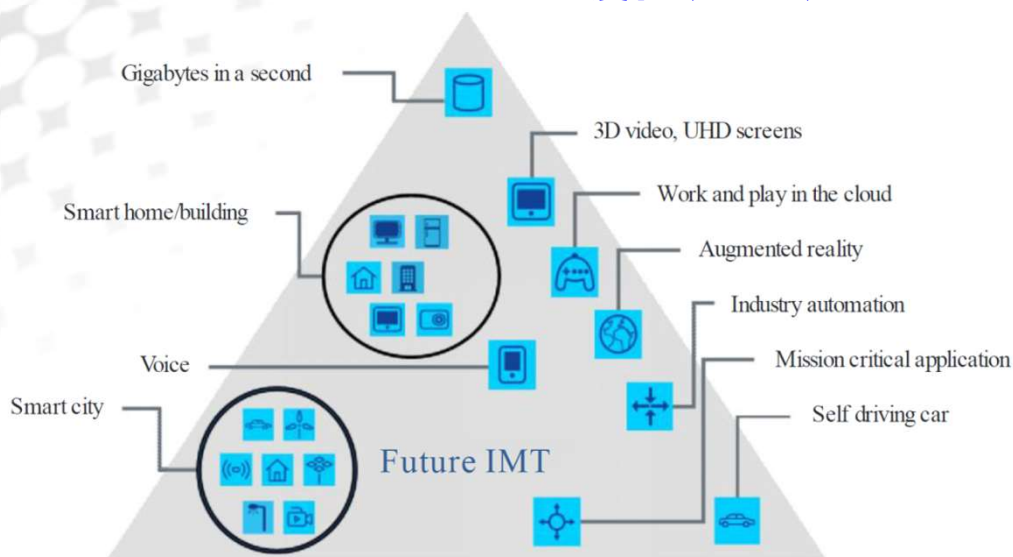 Gigabytes in a second
3D video, UHD screens
Work and play in the cloud
Smart home/building
Augmented reality
Industry automation
Voice
Mission critical application
Smart city
Self driving car
Future IMT